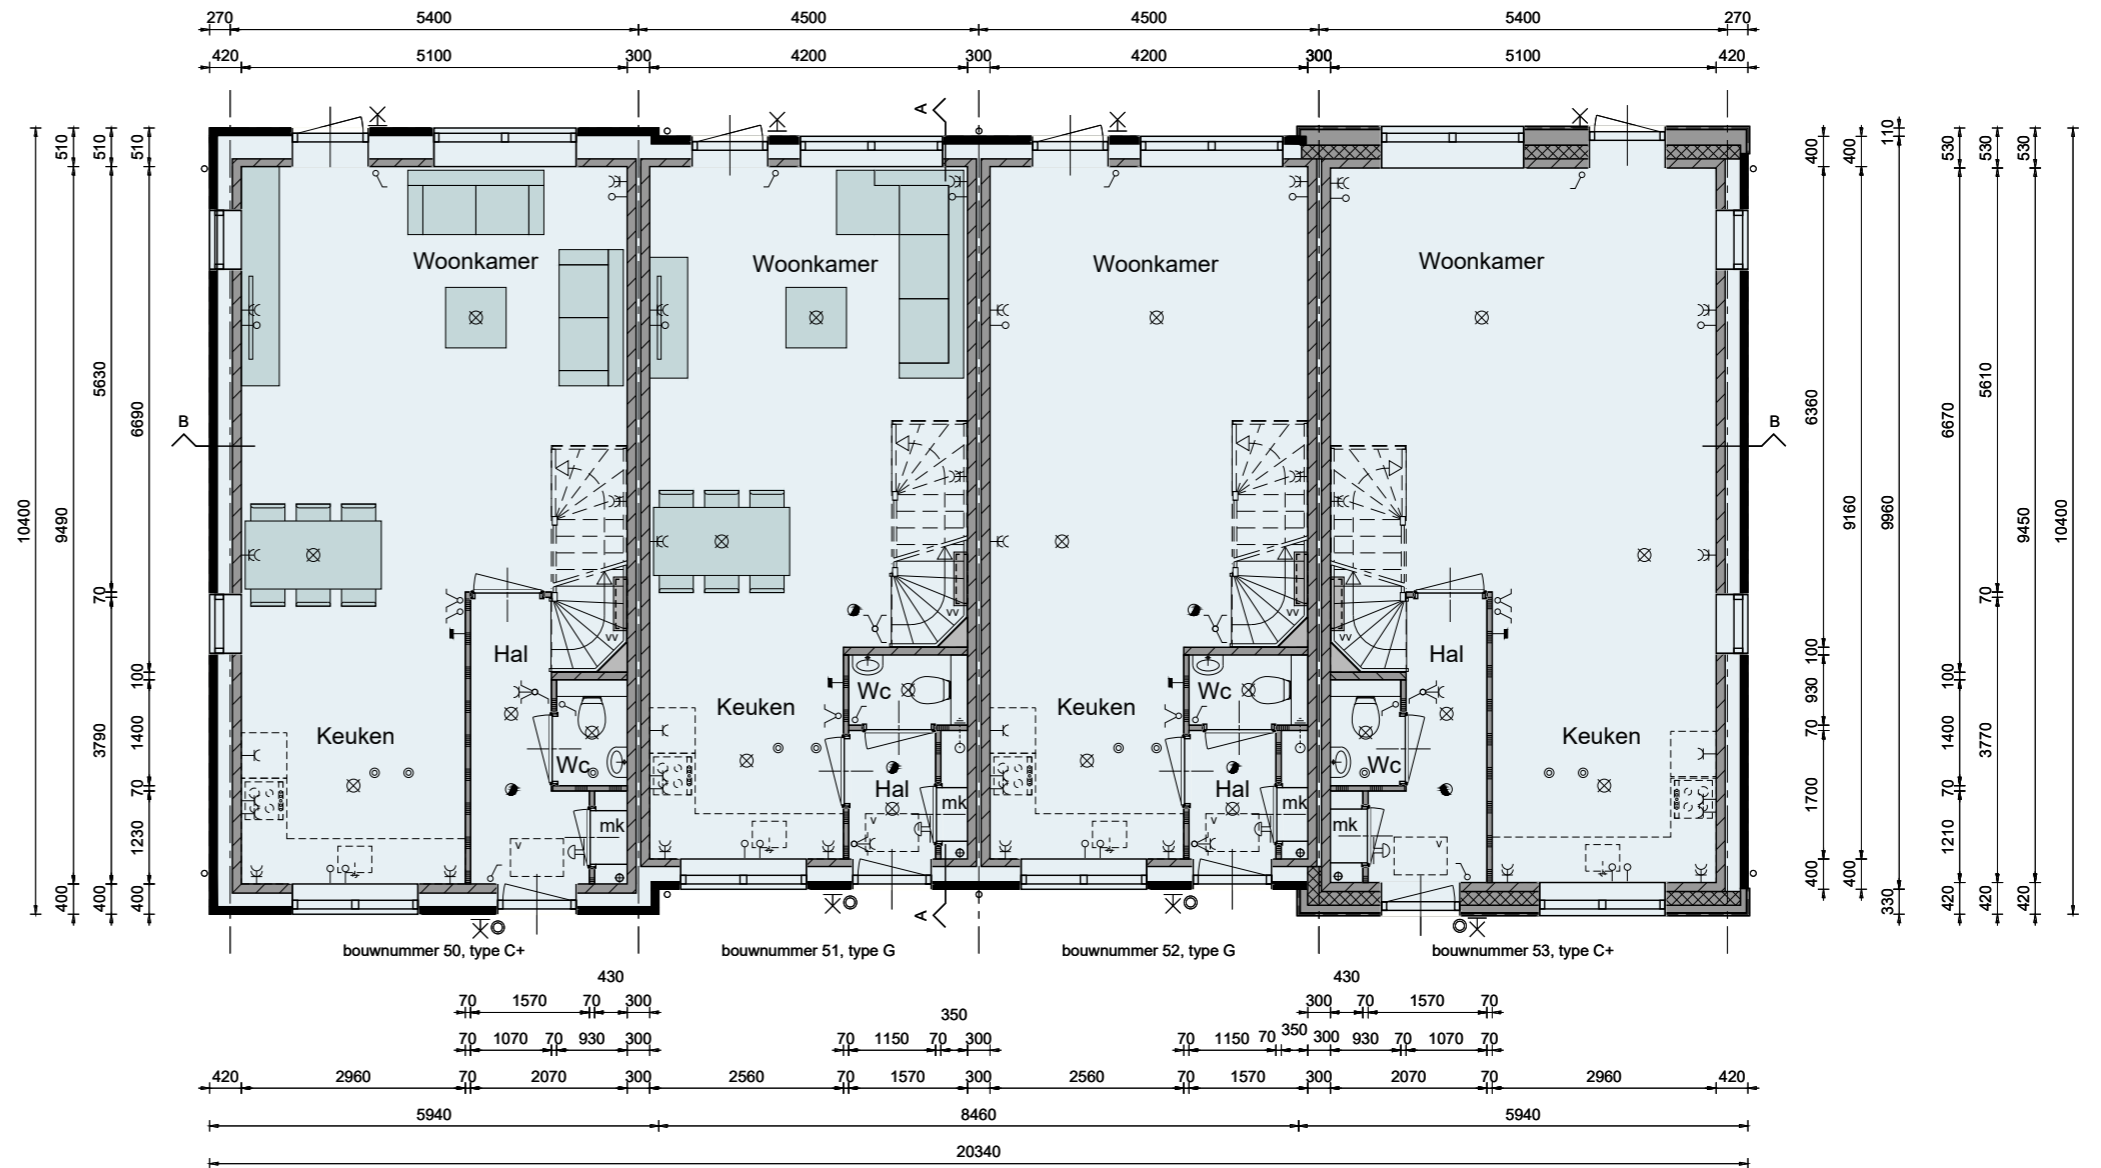 270 5400 4500 4500 5400 270
420 5100 300 4200 300 4200 300 5100 420
A
510 510 510
400 400 110 530 530 530
Woonkamer Woonkamer Woonkamer Woonkamer
B B
10400 9490 5630 6690
6360 9160 9960 6670 5610 9450 10400
70 70
vv vv vv vv
Hal Hal
100 3790 1400 70 1230
100 930 70 1700 100 1400 70 1210 3770
Wc Wc
Keuken Keuken
Keuken Keuken
Wc Wc
Hal Hal
mk mk
mk mk
v v v v
400 400 400
400 400 330 420 420 420
A
bouwnummer 50, type C+ bouwnummer 51, type G bouwnummer 52, type G bouwnummer 53, type C+
430 430
70 1570 70 300 300 70 1570 70
350 350
70 1070 70 930 300 70 1150 70 300 70 1150 70 300 930 70 1070 70
420 2960 70 2070 300 2560 70 1570 300 2560 70 1570 300 2070 70 2960 420
5940 8460 5940
20340